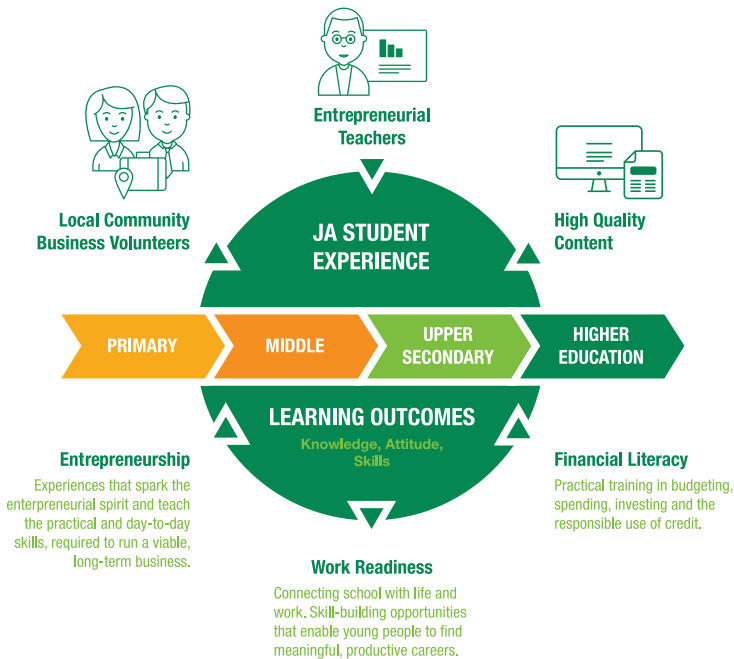 Entrepreneurial
Teachers
Local Community
Business Volunteers
High Quality
Content
JA STUDENT
EXPERIENCE
PRIMARY
MIDDLE
UPPER
SECONDARY
HIGHER
EDUCATION
LEARNING OUTCOMES
Knowledge, Attitude,
Skills
Entrepreneurship
Experiences that spark the
enterpreneurial spirit and teach
the practical and day-to-day
skills, required to run a viable,
long-term business.
Financial Literacy
Practical training in budgeting,
spending, investing and the
responsible use of credit.
Work Readiness
Connecting school with life and
work. Skill-building opportunities
that enable young people to find
meaningful, productive careers.